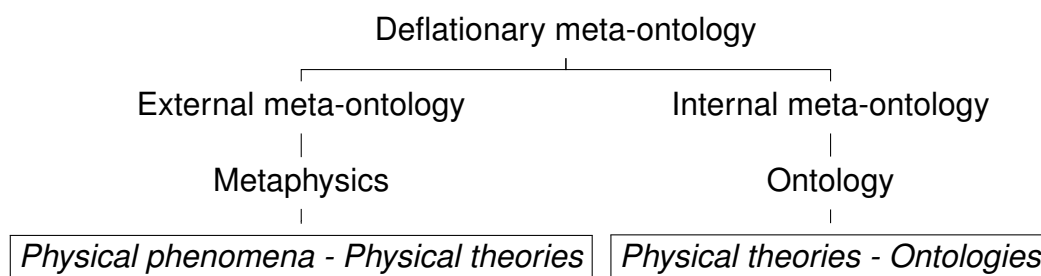 Deflationary meta-ontology
External meta-ontology
Internal meta-ontology
Metaphysics
Ontology
Physical phenomena - Physical theories
Physical theories - Ontologies